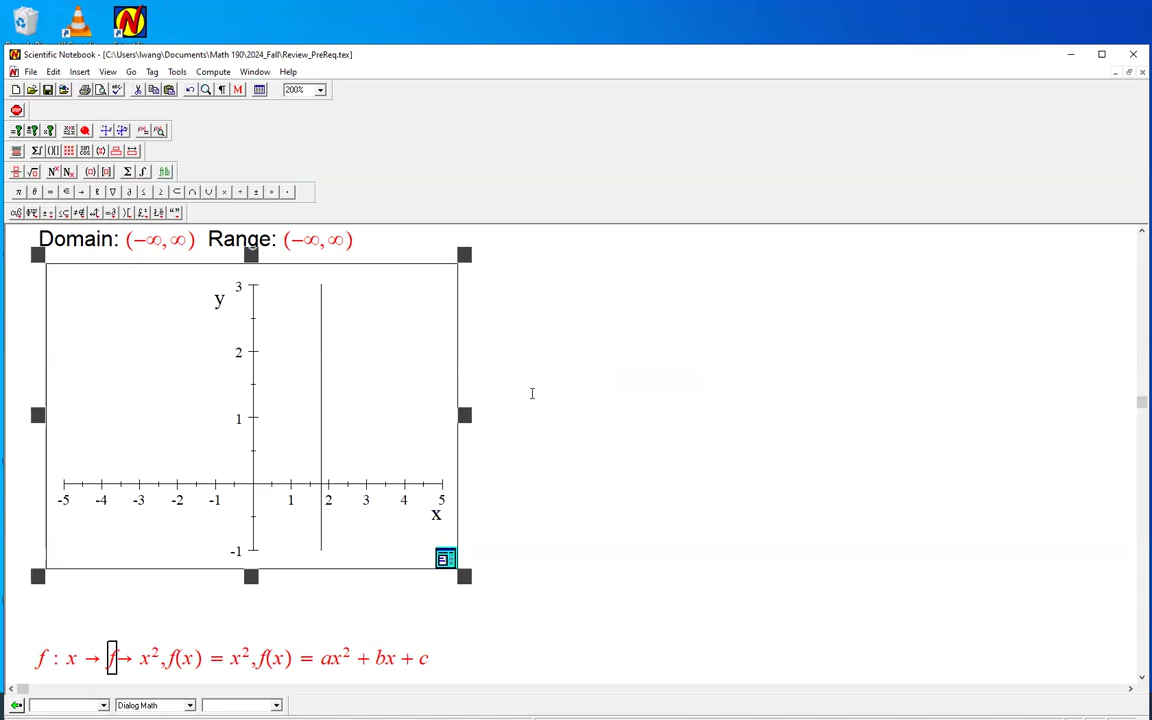 Scientific Notebook - [C:\Users\lwang\Documents\Math 190\2024_Fall\Review_PreReq.tex]
File Edit Insert View Go Tag Tools Compute Window Help
200%
Domain: (−∞, ∞) Range: (−∞, ∞)
y
3
2
1
-5 -4 -3 -2 -1 1 2 3 4 5
x
-1
f : x → f→ x², f(x) = x², f(x) = ax² + bx + c
Dialog Math